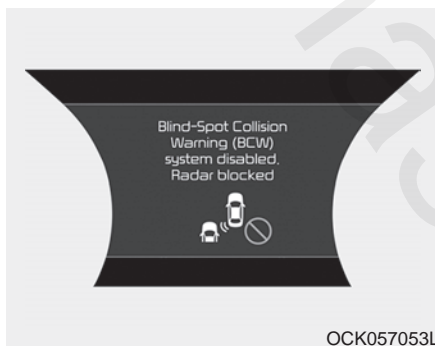 Blind-Spot Collision
Warning (BCW)
system disabled.
Radar blocked
OCK057053L